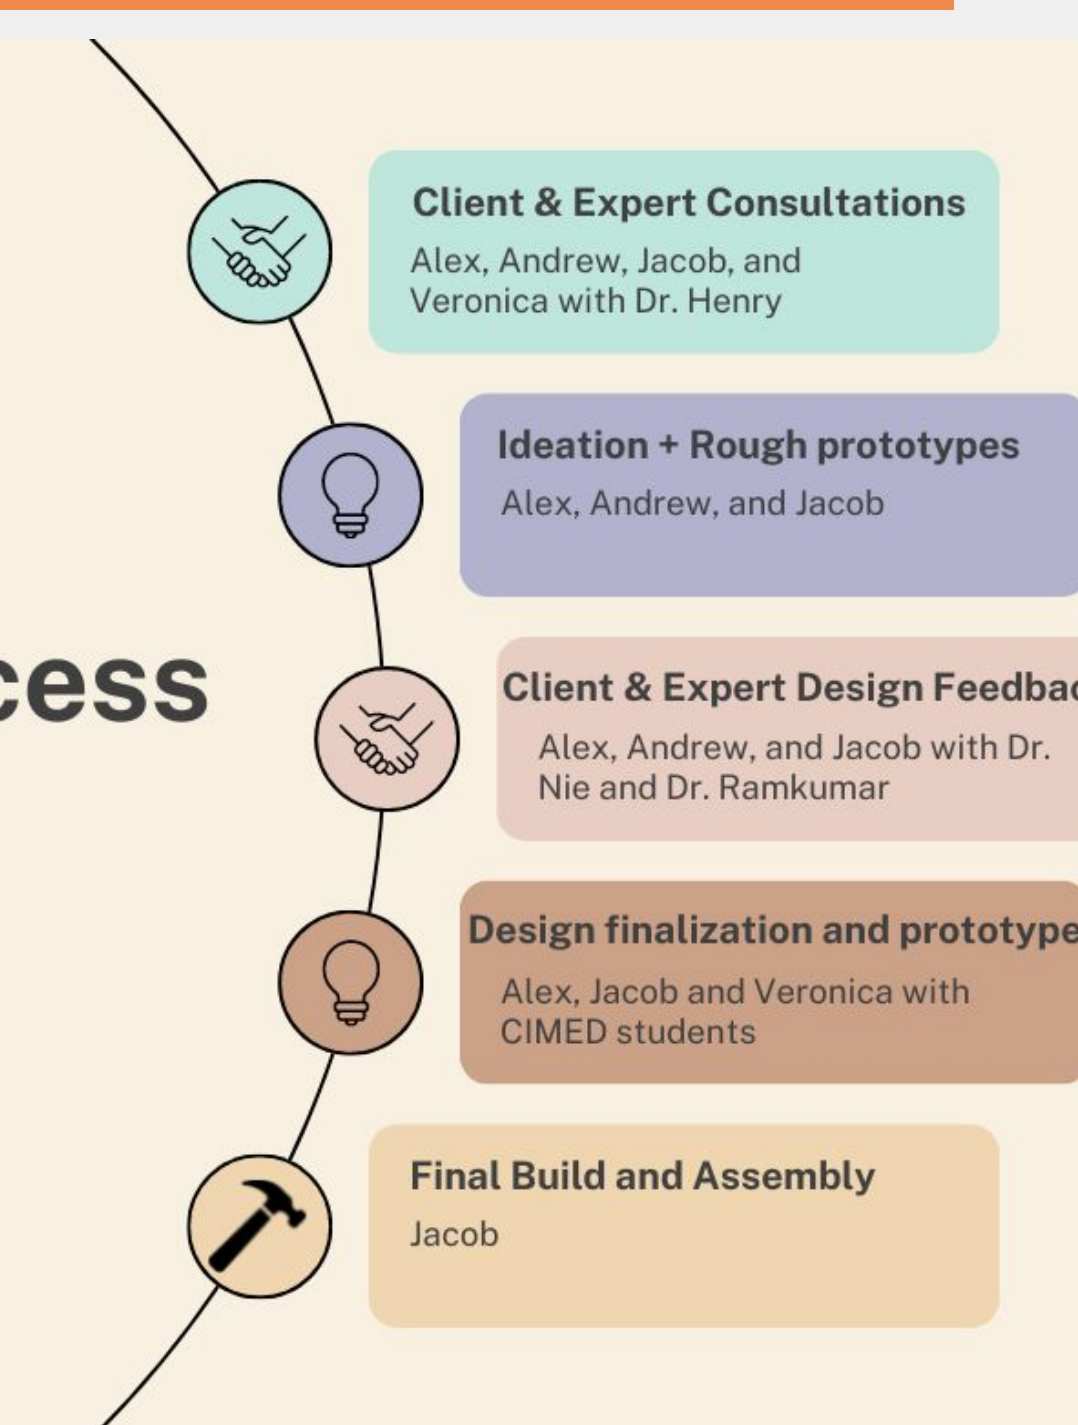 Client & Expert Consultations
Alex, Andrew, Jacob, and
Veronica with Dr. Henry
Ideation + Rough prototypes
Alex, Andrew, and Jacob
cess
Client & Expert Design Feedbac
Alex, Andrew, and Jacob with Dr.
Nie and Dr. Ramkumar
Design finalization and prototype
Alex, Jacob and Veronica with
CIMED students
Final Build and Assembly
Jacob